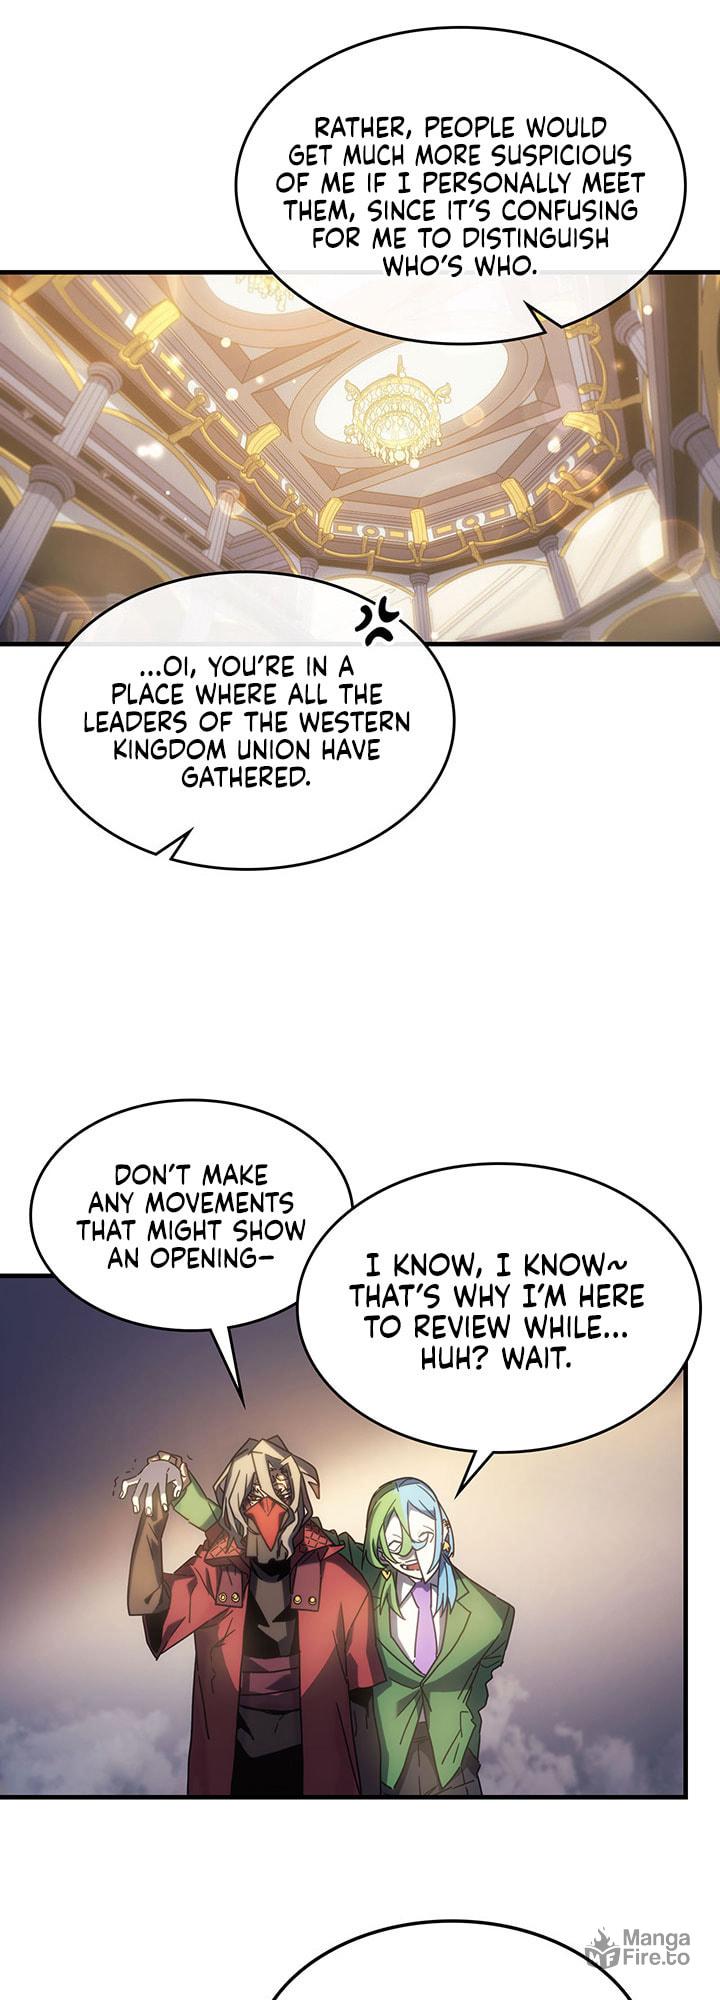 RATHER, PEOPLE WOULD
GET MUCH MORE SUSPICIOUS
OF ME IF I PERSONALLY MEET
THEM, SINCE IT'S CONFUSING
FOR ME TO DISTINGUISH
WHO'S WHO.
...OI, YOU'RE IN A
PLACE WHERE ALL THE
LEADERS OF THE WESTERN
KINGDOM UNION HAVE
GATHERED.
DON'T MAKE
ANY MOVEMENTS
THAT MIGHT SHOW
AN OPENING-
I KNOW, I KNOW~
THAT'S WHY I'M HERE
TO REVIEW WHILE...
HUH? WAIT.
Manga
MF Fire.to